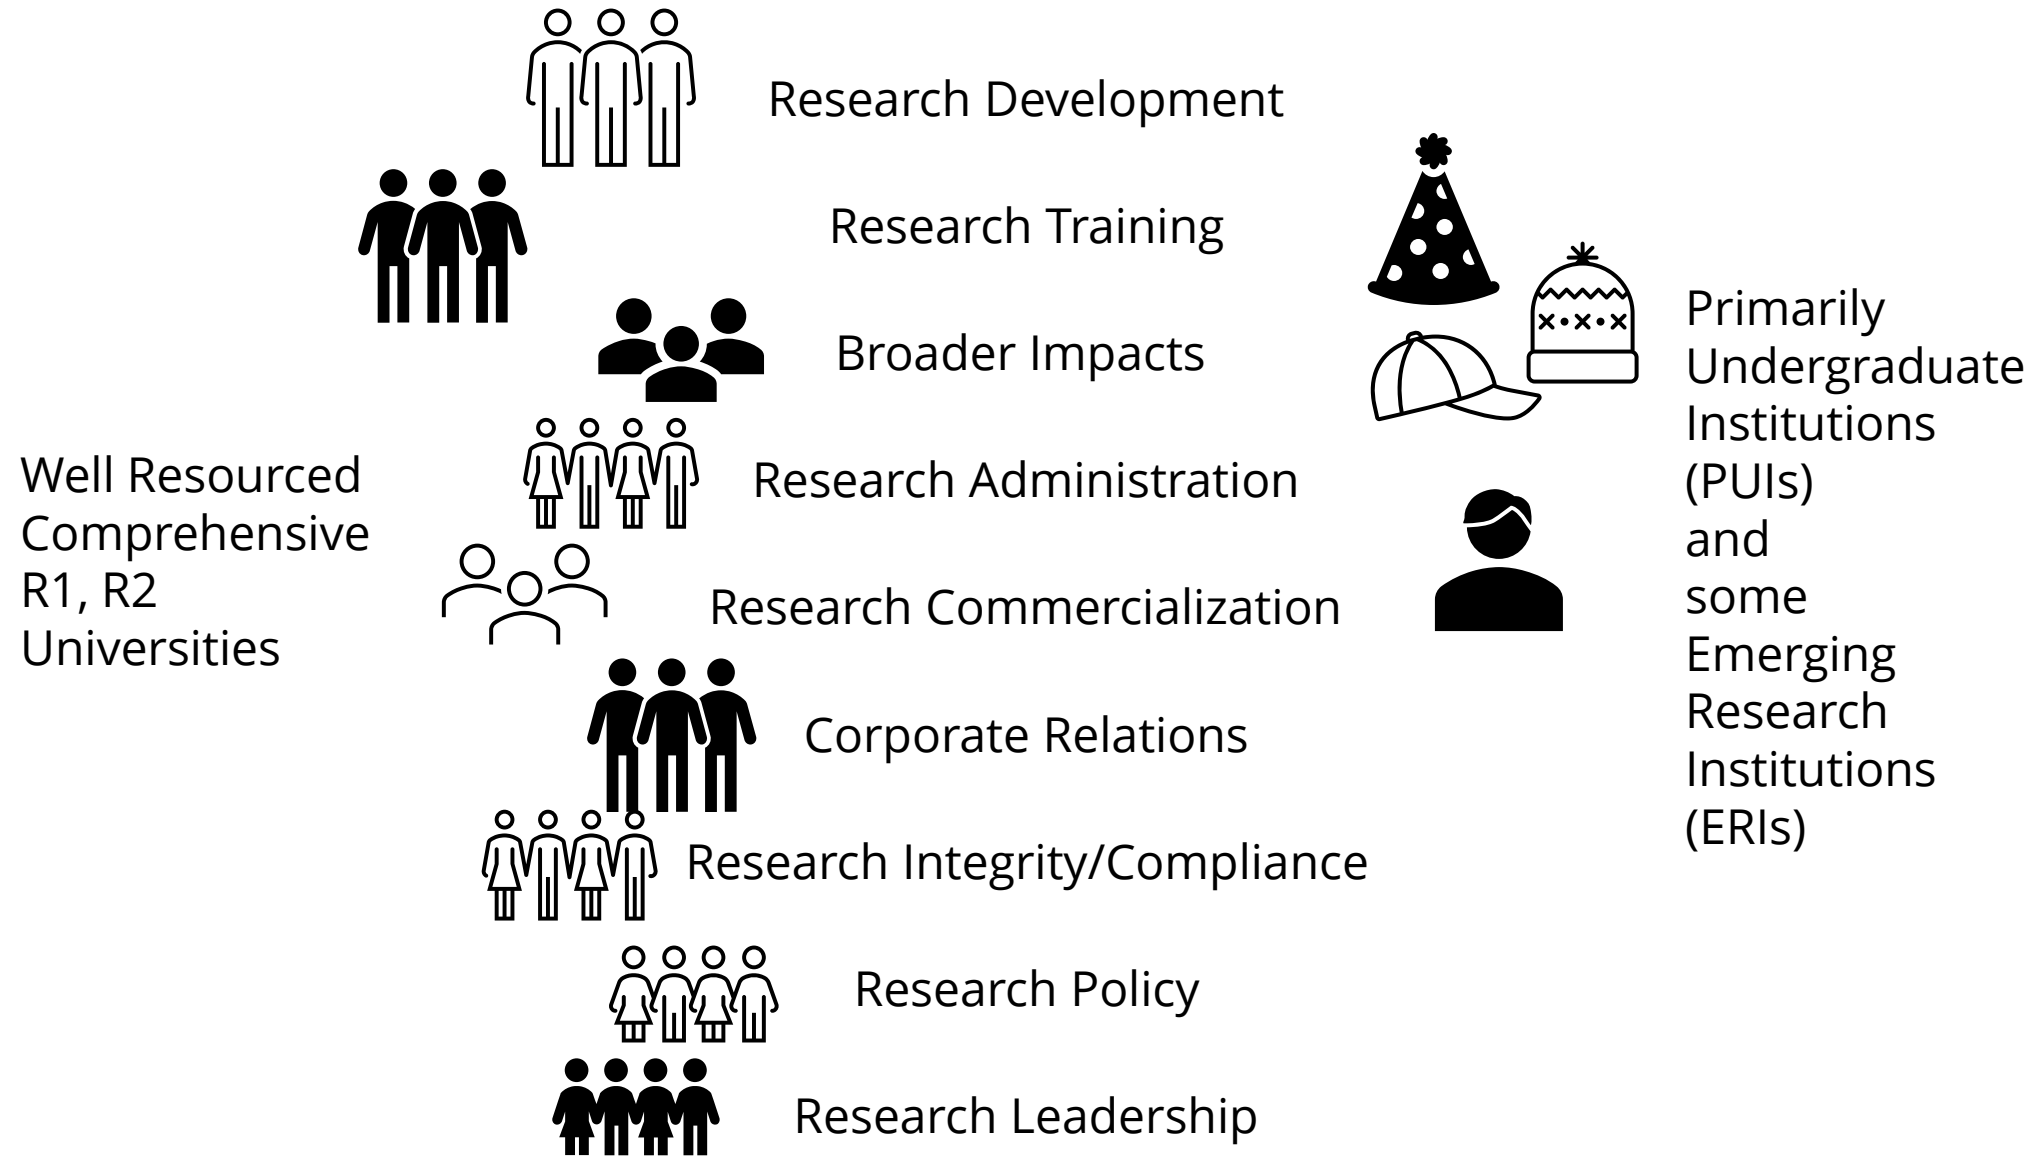 Research Development
Research Training
Broader Impacts
Research Administration
Research Commercialization
Corporate Relations
Research Integrity/Compliance
Research Policy
Research Leadership
Well Resourced
Comprehensive
R1, R2
Universities
Primarily
Undergraduate
Institutions
(PUIs)
and
some
Emerging
Research
Institutions
(ERIs)